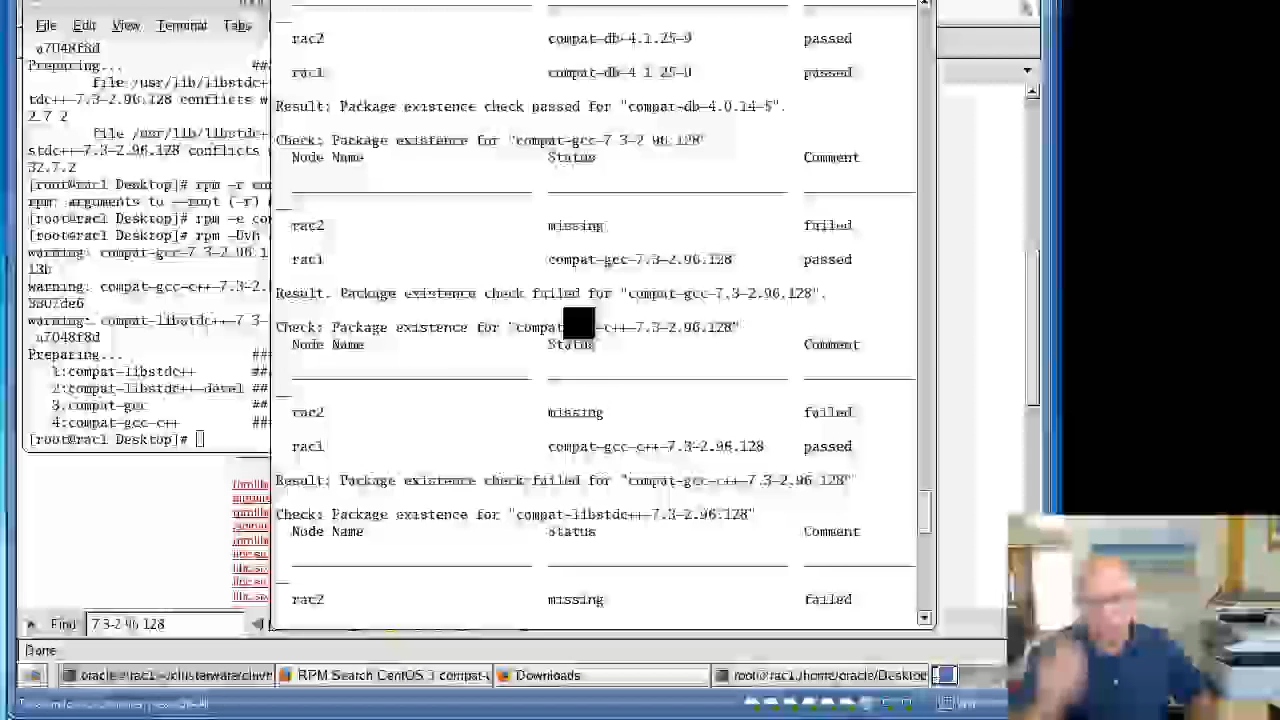 File Edit View Terminal Tabs
a7048f8d
Preparing... ##
file /usr/lib/libstdc+
tdc++-7.3-2.96.128 conflicts w
2.7.2
file /usr/lib/libstdc+
stdc++-7.3-2.96.128 conflicts
32.7.2
[root@rac1 Desktop]# rpm -r com
rpm: arguments to --root (-r)
[root@rac1 Desktop]# rpm -e com
[root@rac1 Desktop]# rpm -Uvh
warning: compat-gcc-7.3-2.96.1
13b
warning: compat-gcc-c++-7.3-2.
warning: compat-libstdc++-7.3-
a7048f8d
Preparing... ##
1:compat-libstdc++ ##
2:compat-libstdc++-devel ##
3:compat-gcc ##
4:compat-gcc-c++ ##
[root@rac1 Desktop]#
rac2 compat-db-4.1.25-9 passed
rac1 compat-db-4.1.25-9 passed
Result: Package existence check passed for "compat-db-4.0.14-5".
Check: Package existence for "compat-gcc-7.3-2.96.128"
Node Name Status Comment
rac2 missing failed
rac1 compat-gcc-7.3-2.96.128 passed
Result: Package existence check failed for "compat-gcc-7.3-2.96.128".
Check: Package existence for "compat -c++-7.3-2.96.128"
Node Name Status Comment
rac2 missing failed
rac1 compat-gcc-c++-7.3-2.96.128 passed
Result: Package existence check failed for "compat-gcc-c++-7.3-2.96.128"
Check: Package existence for "compat-libstdc++-7.3-2.96.128"
Node Name Status Comment
rac2 missing failed
Find 7.3-2.96.128
Done
oracle@rac1:~/clusterware/cluv RPM Search CentOS 3 compat- Downloads root@rac1:/home/oracle/Desktop